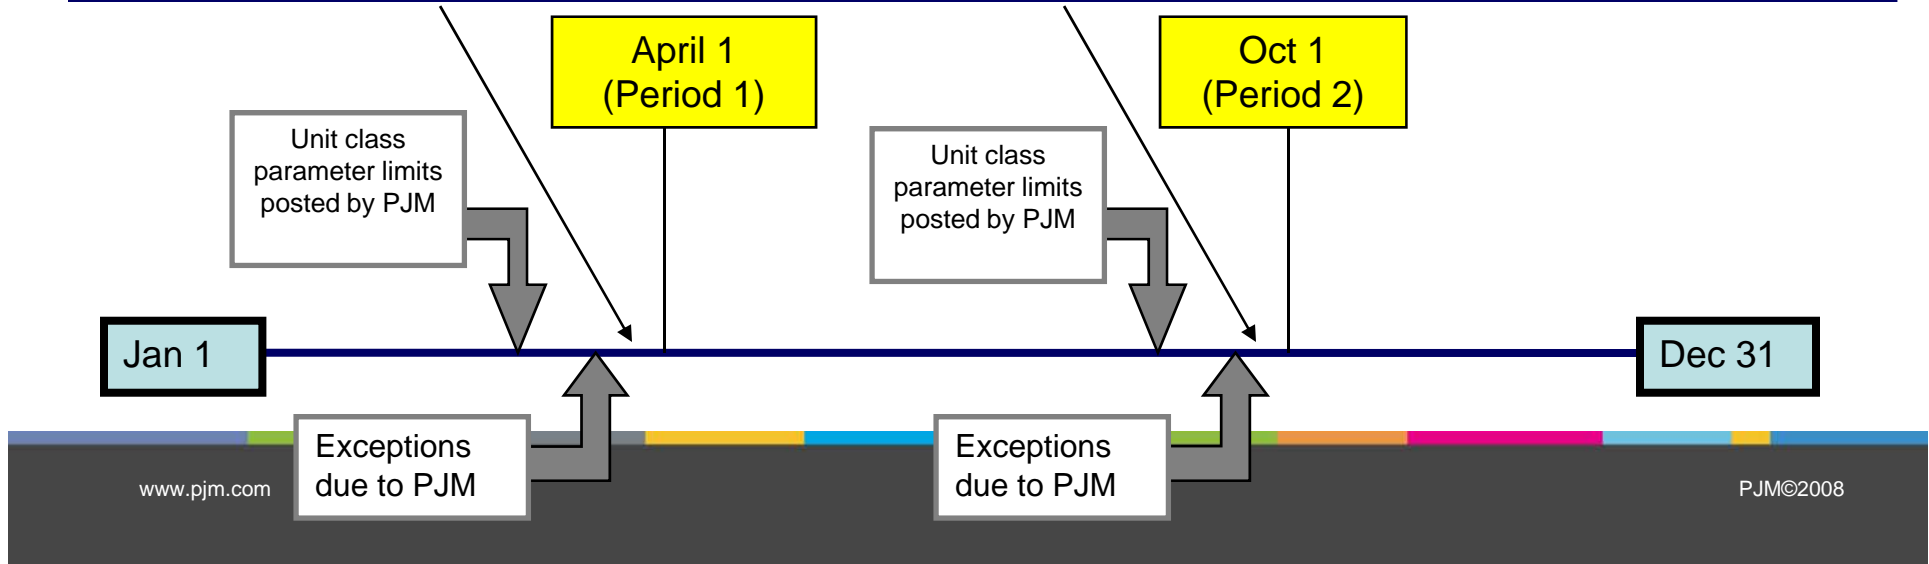 April 1
(Period 1)
Oct 1
(Period 2)
Unit class
parameter limits
posted by PJM
Unit class
parameter limits
posted by PJM
Jan 1
Dec 31
Exceptions
due to PJM
Exceptions
due to PJM
www.pjm.com
PJM©2008